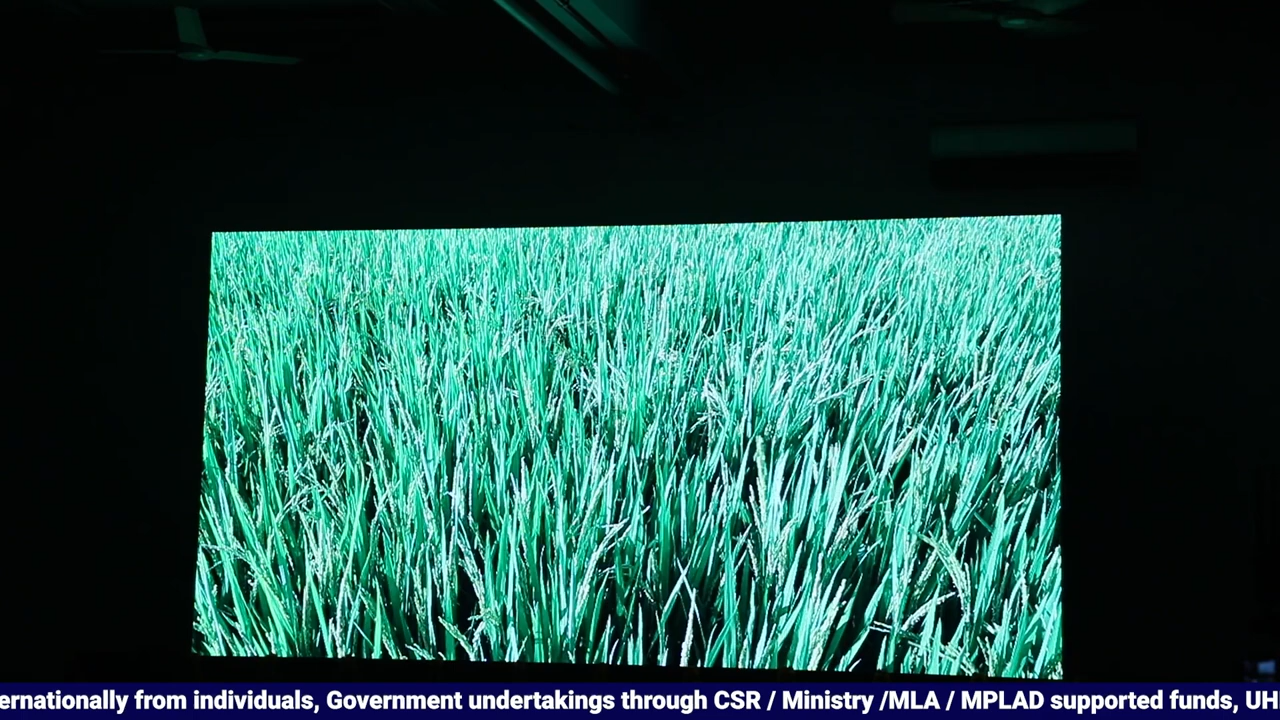 ernationally from individuals, Government undertakings through CSR / Ministry /MLA / MPLAD supported funds, UH